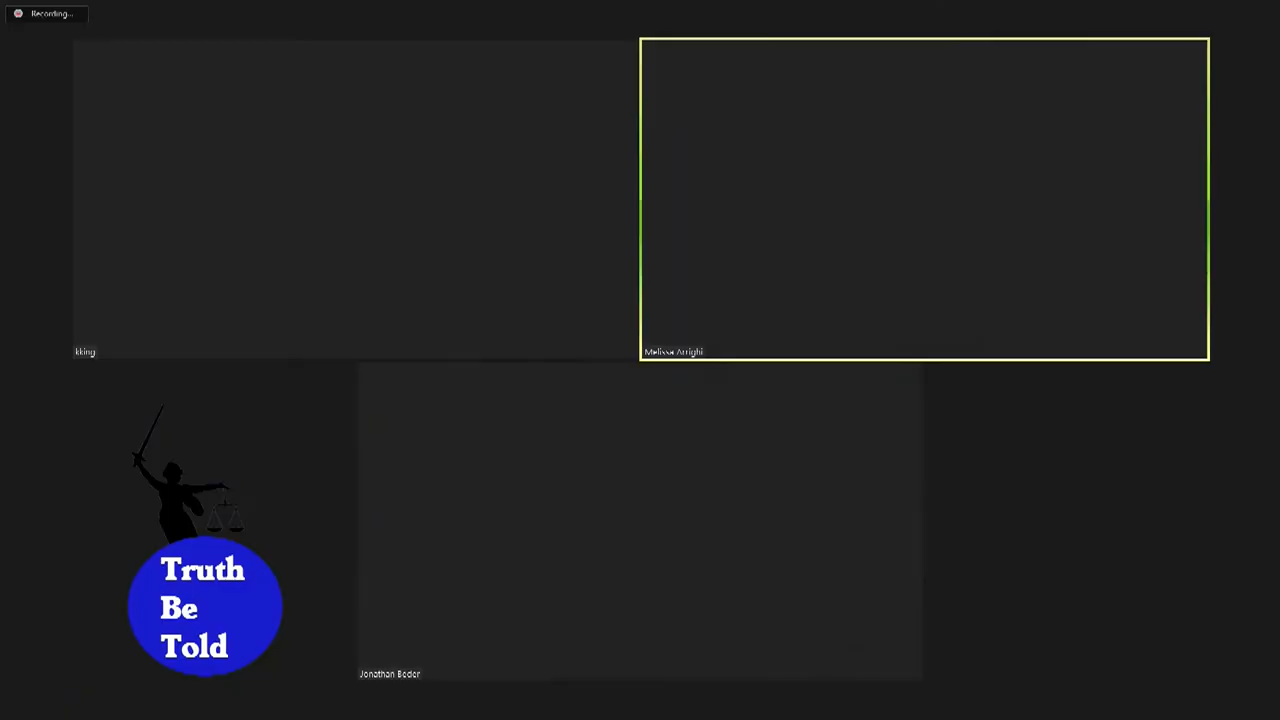 Recording...
kking
Melissa Arrighi
Truth
Be
Told
Jonathan Beder